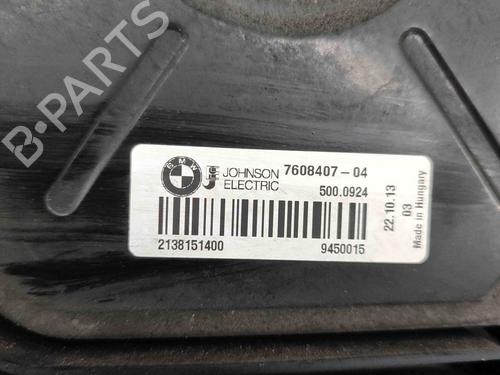 B-PARTS
BMW
JOHNSON 7608407-04
ELECTRIC 500.0924
2138151400 9450015
22.10.13
03
Made in Hungary